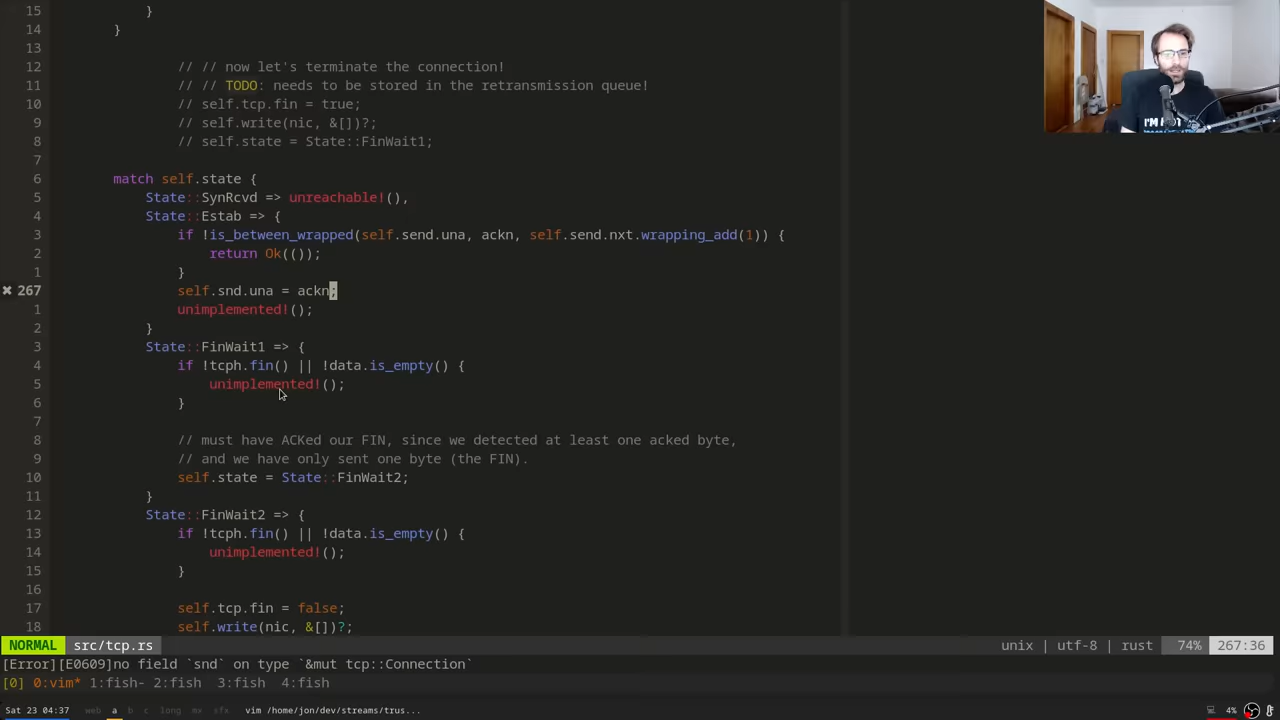 15 }
14 }
13
12 // // now let's terminate the connection!
11 // // TODO: needs to be stored in the retransmission queue!
10 // self.tcp.fin = true;
9 // self.write(nic, &[])?;
8 // self.state = State::FinWait1;
7
6 match self.state {
5 State::SynRcvd => unreachable!(),
4 State::Estab => {
3 if !is_between_wrapped(self.send.una, ackn, self.send.nxt.wrapping_add(1)) {
2 return Ok(());
1 }
✖ 267 self.snd.una = ackn;
1 unimplemented!();
2 }
3 State::FinWait1 => {
4 if !tcph.fin() || !data.is_empty() {
5 unimplemented!();
6 }
7
8 // must have ACKed our FIN, since we detected at least one acked byte,
9 // and we have only sent one byte (the FIN).
10 self.state = State::FinWait2;
11 }
12 State::FinWait2 => {
13 if !tcph.fin() || !data.is_empty() {
14 unimplemented!();
15 }
16
17 self.tcp.fin = false;
18 self.write(nic, &[])?;
NORMAL src/tcp.rs unix | utf-8 | rust 74% 267:36
[Error][E0609]no field `snd` on type `&mut tcp::Connection`
[0] 0:vim* 1:fish- 2:fish 3:fish 4:fish
Sat 23 04:37 web a b c long mx sfx vim /home/jon/dev/streams/trus... 4%
I'M NOT